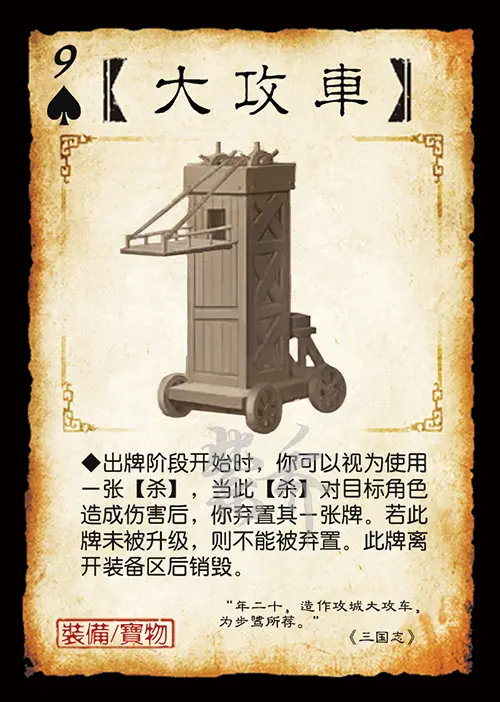 9
【大攻車】
◆出牌阶段开始时，你可以视为使用
一张【杀】，当此【杀】对目标角色
造成伤害后，你弃置其一张牌。若此
牌未被升级，则不能被弃置。此牌离
开装备区后销毁。
“年二十，造作攻城大攻车，
为步骘所荐。”
《三国志》
裝備/寶物